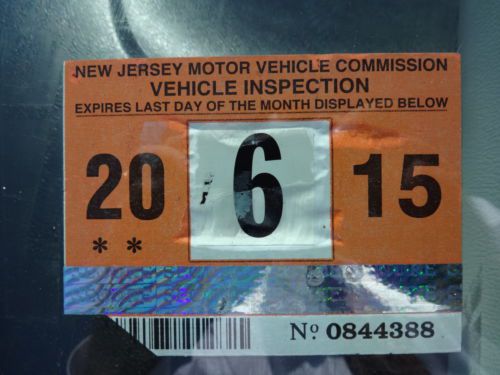 NEW JERSEY MOTOR VEHICLE COMMISSION
VEHICLE INSPECTION
EXPIRES LAST DAY OF THE MONTH DISPLAYED BELOW
20 6 15
* *
Nº 0844388